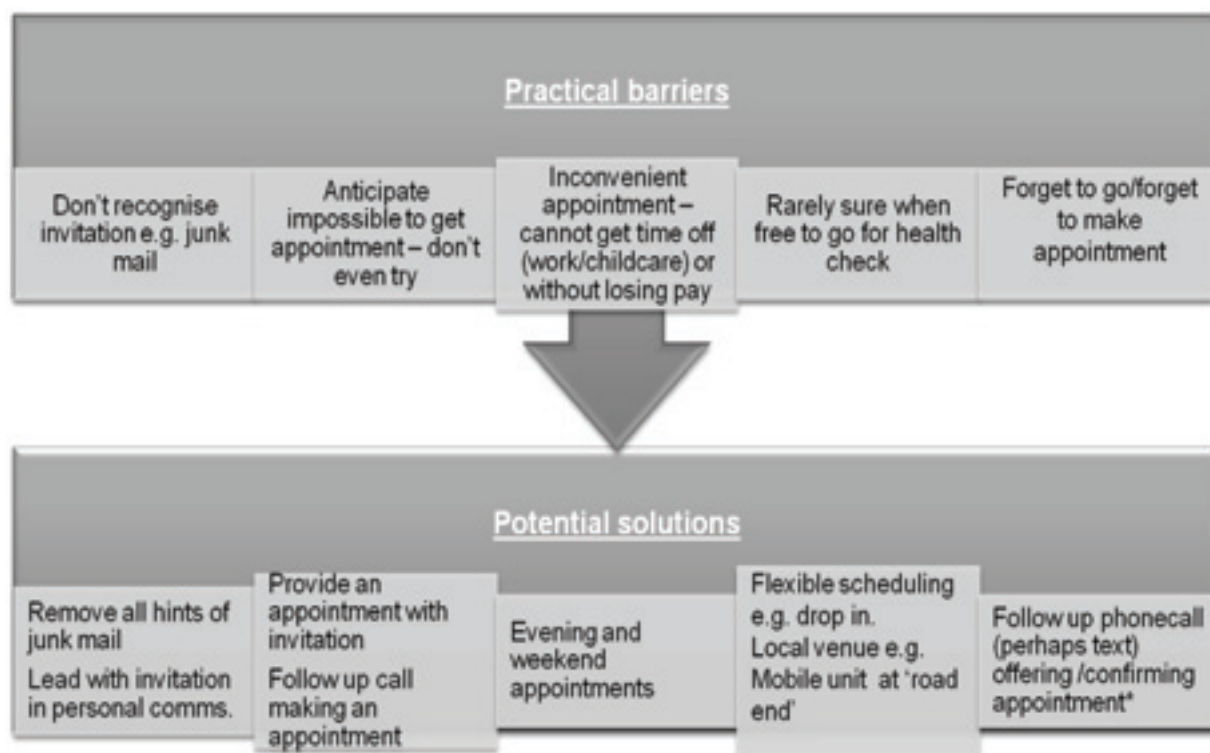 Practical barriers
Don't recognise
invitation e.g. junk
mail
Anticipate
impossible to get
appointment – don't
even try
Inconvenient
appointment –
cannot get time off
(work/childcare) or
without losing pay
Rarely sure when
free to go for health
check
Forget to go/forget
to make
appointment
Potential solutions
Remove all hints of
junk mail
Lead with invitation
in personal comms.
Provide an
appointment with
invitation
Follow up call
making an
appointment
Evening and
weekend
appointments
Flexible scheduling
e.g. drop in.
Local venue e.g.
Mobile unit at 'road
end'
Follow up phonecall
(perhaps text)
offering /confirming
appointment*